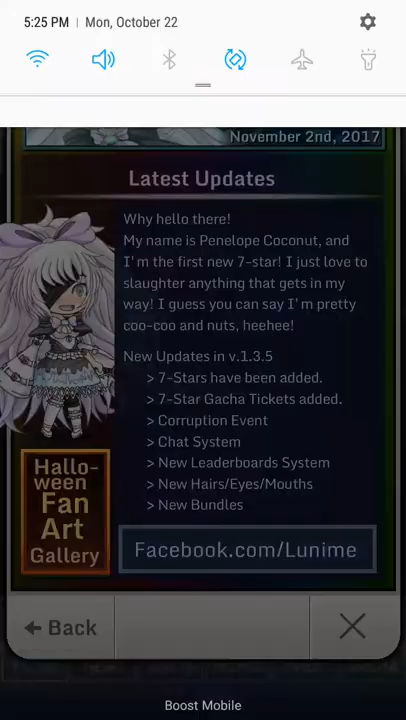 5:25 PM | Mon, October 22
November 2nd, 2017
Latest Updates
Why hello there!
My name is Penelope Coconut, and
I'm the first new 7-star! I just love to
slaughter anything that gets in my
way! I guess you can say I'm pretty
coo-coo and nuts, heehee!
New Updates in v.1.3.5
> 7-Stars have been added.
> 7-Star Gacha Tickets added.
> Corruption Event
> Chat System
> New Leaderboards System
> New Hairs/Eyes/Mouths
> New Bundles
Hallo-
ween
Fan
Art
Gallery
Facebook.com/Lunime
Back
Boost Mobile